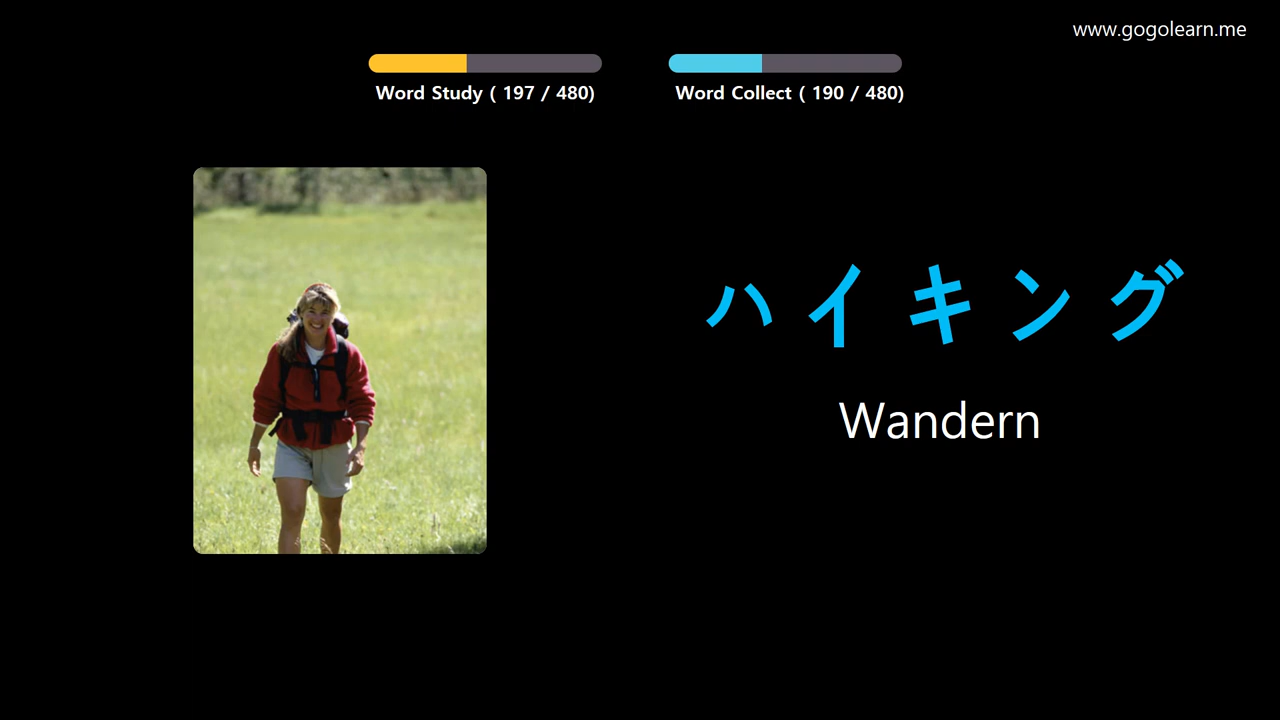 www.gogolearn.me
Word Study ( 197 / 480)
Word Collect ( 190 / 480)
ハイキング
Wandern